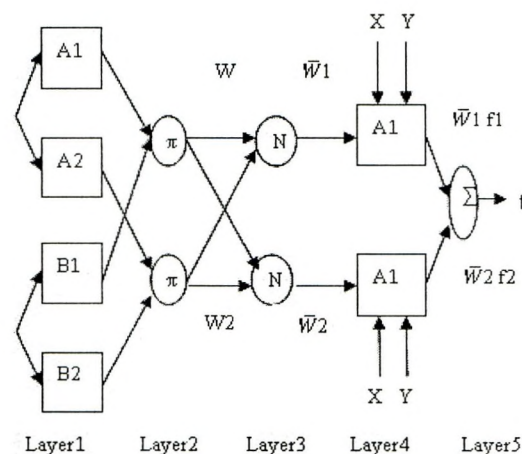 X Y
A1 W W̄1 A1 W̄1 f1
π N
A2 Σ f
B1 A1 W̄2 f2
π N
W2 W̄2
B2 X Y
Layer1 Layer2 Layer3 Layer4 Layer5